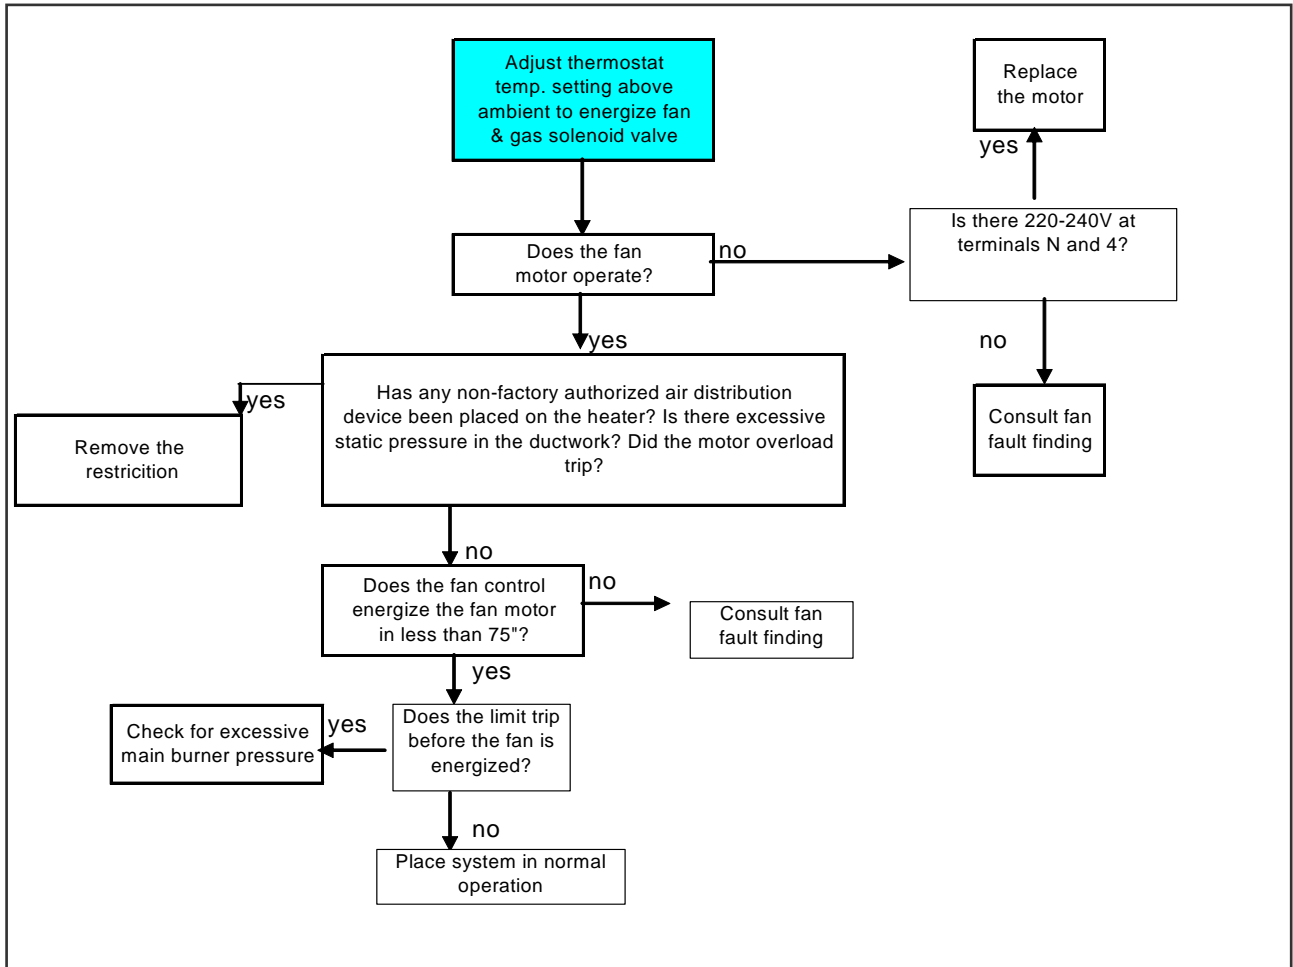 Adjust thermostat
temp. setting above
ambient to energize fan
& gas solenoid valve
Replace
the motor
yes
Is there 220-240V at
terminals N and 4?
Does the fan
motor operate?
no
no
yes
Has any non-factory authorized air distribution
device been placed on the heater? Is there excessive
static pressure in the ductwork? Did the motor overload
trip?
yes
Remove the
restricition
Consult fan
fault finding
no
Does the fan control
energize the fan motor
in less than 75"?
no
Consult fan
fault finding
yes
Does the limit trip
before the fan is
energized?
yes
Check for excessive
main burner pressure
no
Place system in normal
operation